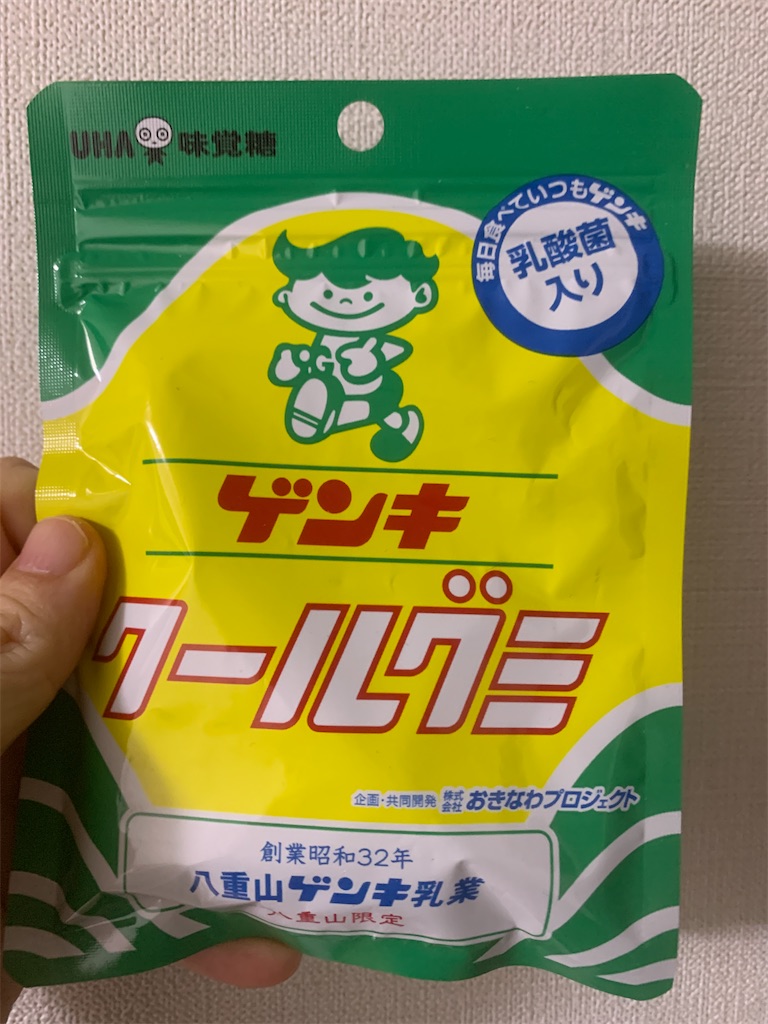 UHA 味覚糖
毎日食べていつもゲンキ
乳酸菌
入り
G
ゲンキ
クールグミ
企画・共同開発 株式会社 おきなわプロジェクト
創業昭和32年
八重山ゲンキ乳業
八重山限定